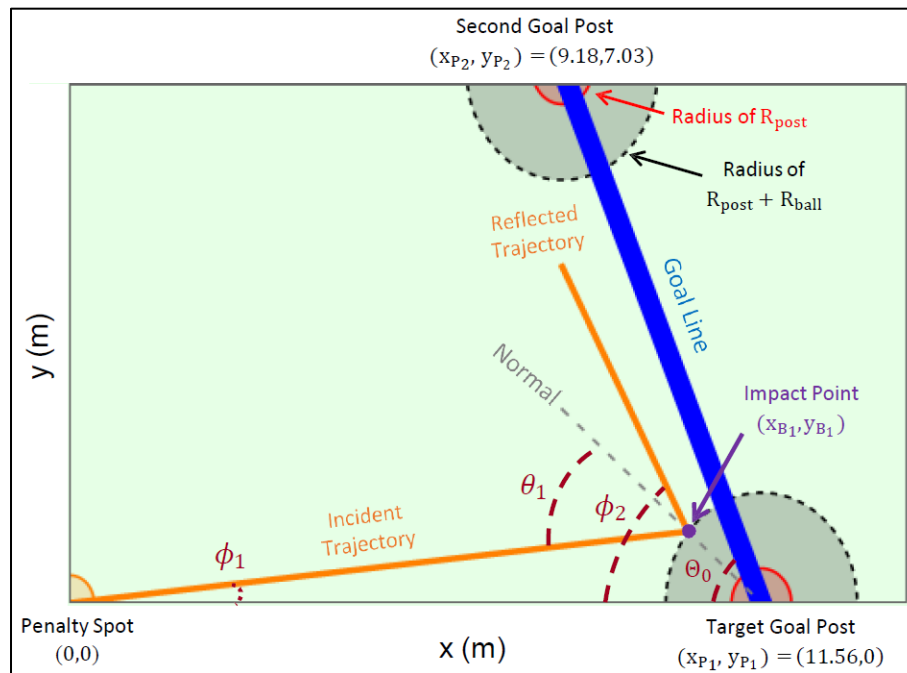 Second Goal Post
(x_P₂, y_P₂) = (9.18,7.03)
Radius of R_post
Radius of
R_post + R_ball
Reflected
Trajectory
Goal Line
y (m)
Normal
Impact Point
(x_B₁,y_B₁)
θ₁
ϕ₂
Incident
Trajectory
ϕ₁
Θ₀
Penalty Spot
(0,0)
x (m)
Target Goal Post
(x_P₁, y_P₁) = (11.56,0)